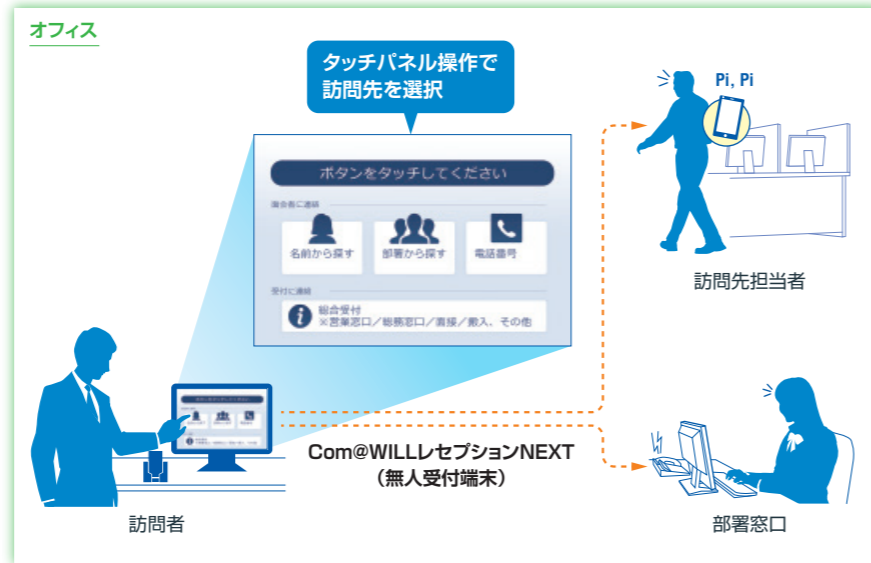 オフィス
タッチパネル操作で
訪問先を選択
Pi, Pi
ボタンをタッチしてください
面会者に連絡
名前から探す
部署から探す
電話番号
受付に連絡
総合受付
※営業窓口／総務窓口／面接／搬入、その他
訪問先担当者
Com@WILLレセプションNEXT
（無人受付端末）
訪問者
部署窓口